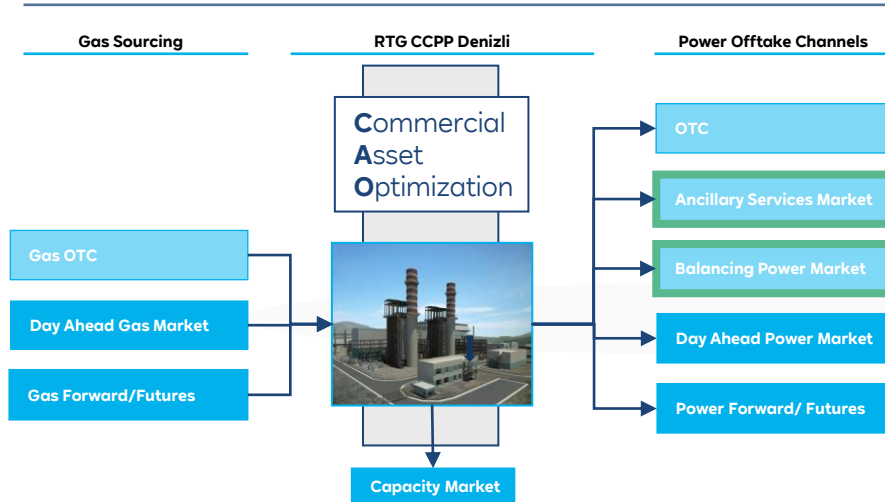 Gas Sourcing
RTG CCPP Denizli
Power Offtake Channels
Commercial
Asset
Optimization
Gas OTC
Day Ahead Gas Market
Gas Forward/Futures
OTC
Ancillary Services Market
Balancing Power Market
Day Ahead Power Market
Power Forward/ Futures
Capacity Market